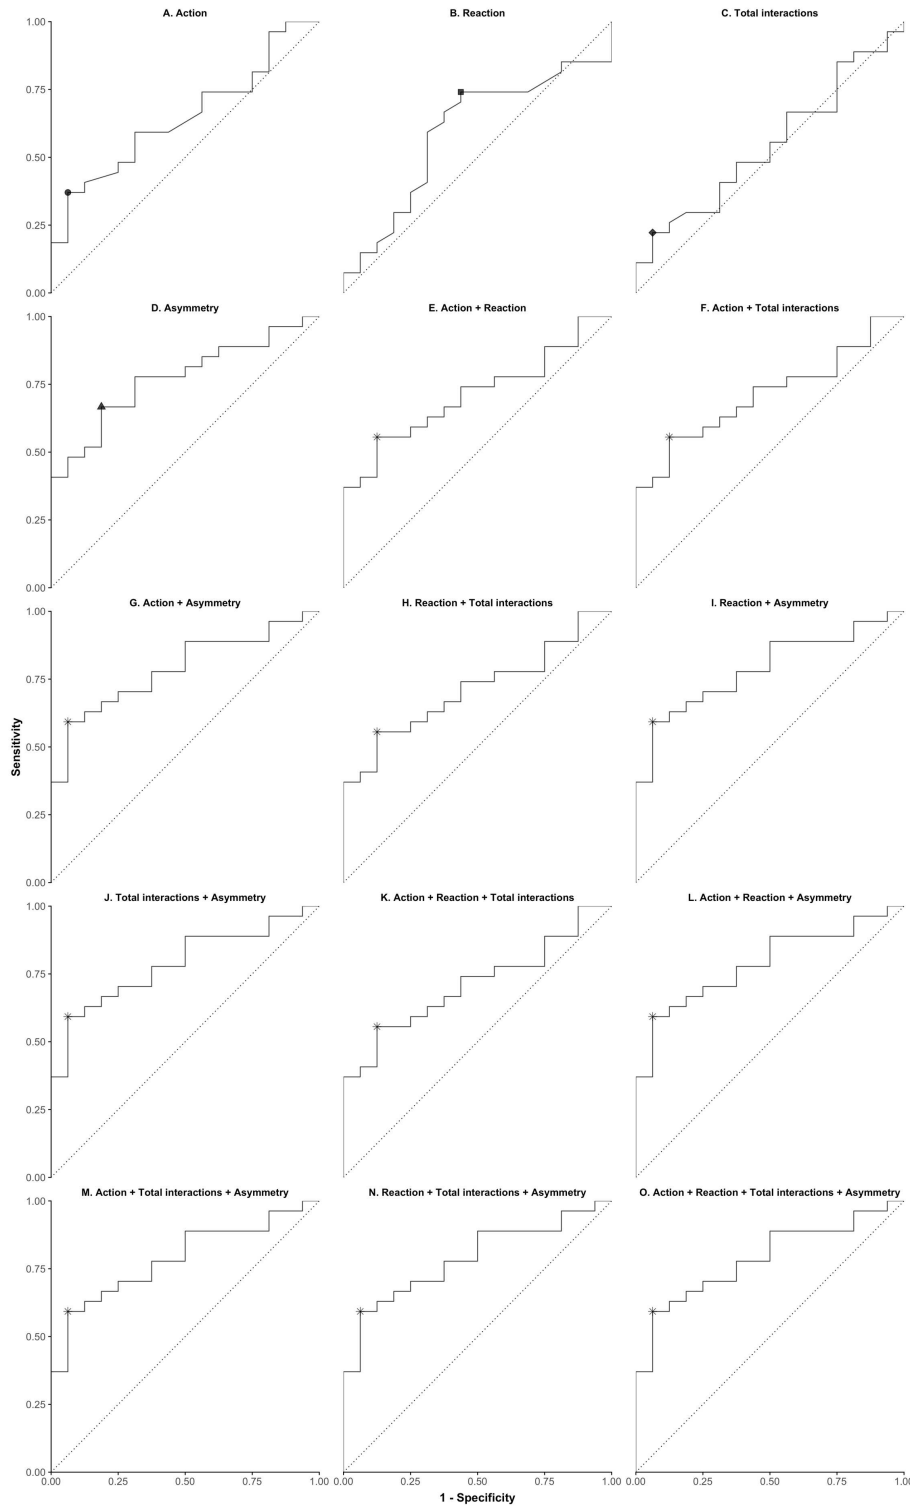 A. Action
B. Reaction
C. Total interactions
1.00
0.75
0.50
0.25
0.00
D. Asymmetry
E. Action + Reaction
F. Action + Total interactions
1.00
0.75
0.50
0.25
0.00
G. Action + Asymmetry
H. Reaction + Total interactions
I. Reaction + Asymmetry
1.00
0.75
0.50
0.25
0.00
Sensitivity
J. Total interactions + Asymmetry
K. Action + Reaction + Total interactions
L. Action + Reaction + Asymmetry
1.00
0.75
0.50
0.25
0.00
M. Action + Total interactions + Asymmetry
N. Reaction + Total interactions + Asymmetry
O. Action + Reaction + Total interactions + Asymmetry
1.00
0.75
0.50
0.25
0.00
0.00 0.25 0.50 0.75 1.00 0.00 0.25 0.50 0.75 1.00 0.00 0.25 0.50 0.75 1.00
1 - Specificity